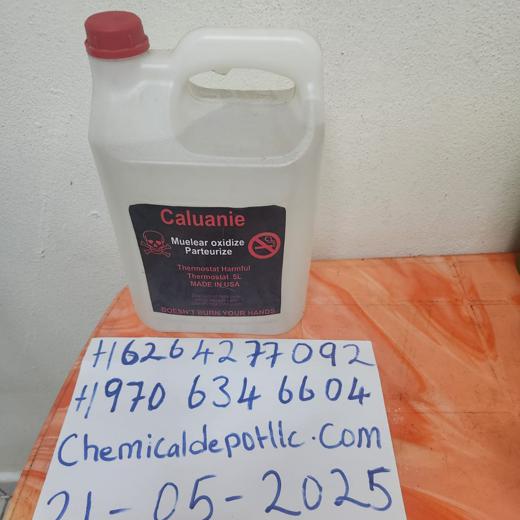 Caluanie
Muelear oxidize
Parteurize
Thermostat Harmful
Thermostat 5L
MADE IN USA
DOESN'T BURN YOUR HANDS
+16264277092
+1970 634 6604
Chemicaldepotllc.com
21-05-2025